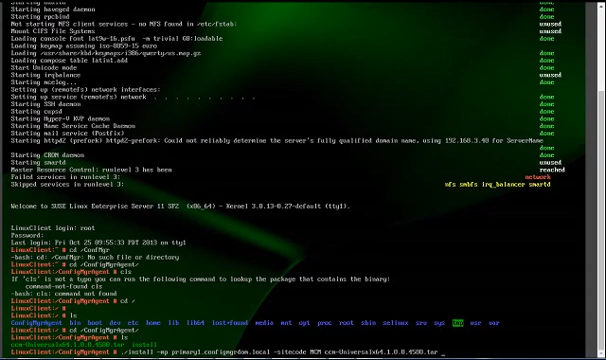 Starting haveged daemon done
Starting rpcbind done
Not starting NFS client services - no NFS found in /etc/fstab: unused
Mount CIFS File Systems unused
Loading console font lat9w-16.psfu -m trivial G0:loadable done
Loading keymap assuming iso-8859-15 euro
Loading /usr/share/kbd/keymaps/i386/qwerty/us.map.gz done
Loading compose table latin1.add done
Start Unicode mode done
Starting irqbalance unused
Starting mcelog... done
Setting up (remotefs) network interfaces:
Setting up service (remotefs) network . . . . . . . . . . done
Starting SSH daemon done
Starting cupsd done
Starting Hyper-V KVP daemon done
Starting Name Service Cache Daemon done
Starting mail service (Postfix) done
Starting httpd2 (prefork) httpd2-prefork: Could not reliably determine the server's fully qualified domain name, using 192.168.3.40 for ServerName
done
Starting CRON daemon done
Starting smartd unused
Master Resource Control: runlevel 3 has been reached
Failed services in runlevel 3: network
Skipped services in runlevel 3: nfs smbfs irq_balancer smartd
Welcome to SUSE Linux Enterprise Server 11 SP2 (x86_64) - Kernel 3.0.13-0.27-default (tty1).
LinuxClient login: root
Password:
Last login: Fri Oct 25 09:55:33 PDT 2013 on tty1
LinuxClient:~ # cd /ConfMgr
-bash: cd: /ConfMgr: No such file or directory
LinuxClient:~ # cd /ConfigMgrAgent/
LinuxClient:/ConfigMgrAgent # cls
If 'cls' is not a typo you can run the following command to lookup the package that contains the binary:
command-not-found cls
-bash: cls: command not found
LinuxClient:/ConfigMgrAgent # cd /
LinuxClient:/ #
LinuxClient:/ # ls
ConfigMgrAgent bin boot dev etc home lib lib64 lost+found media mnt opt proc root sbin selinux srv sys tmp usr var
LinuxClient:/ # cd /ConfigMgrAgent/
LinuxClient:/ConfigMgrAgent # ls
ccm-Universalx64.1.0.0.4580.tar install
LinuxClient:/ConfigMgrAgent # ./install -mp primary1.configmgrdom.local -sitecode MCM ccm-Universalx64.1.0.0.4580.tar _